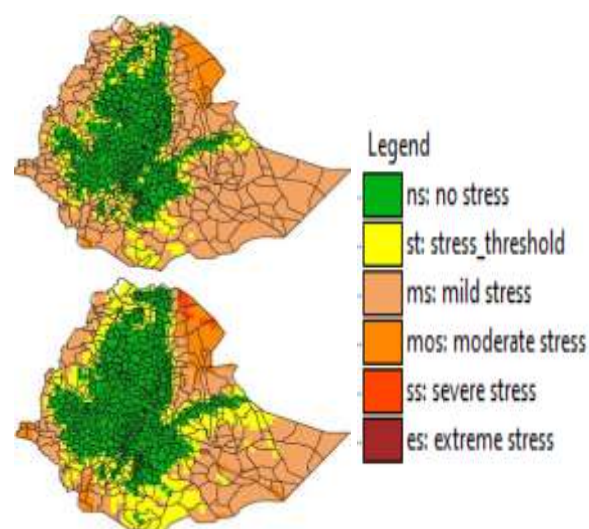 Legend
ns: no stress
st: stress_threshold
ms: mild stress
mos: moderate stress
ss: severe stress
es: extreme stress